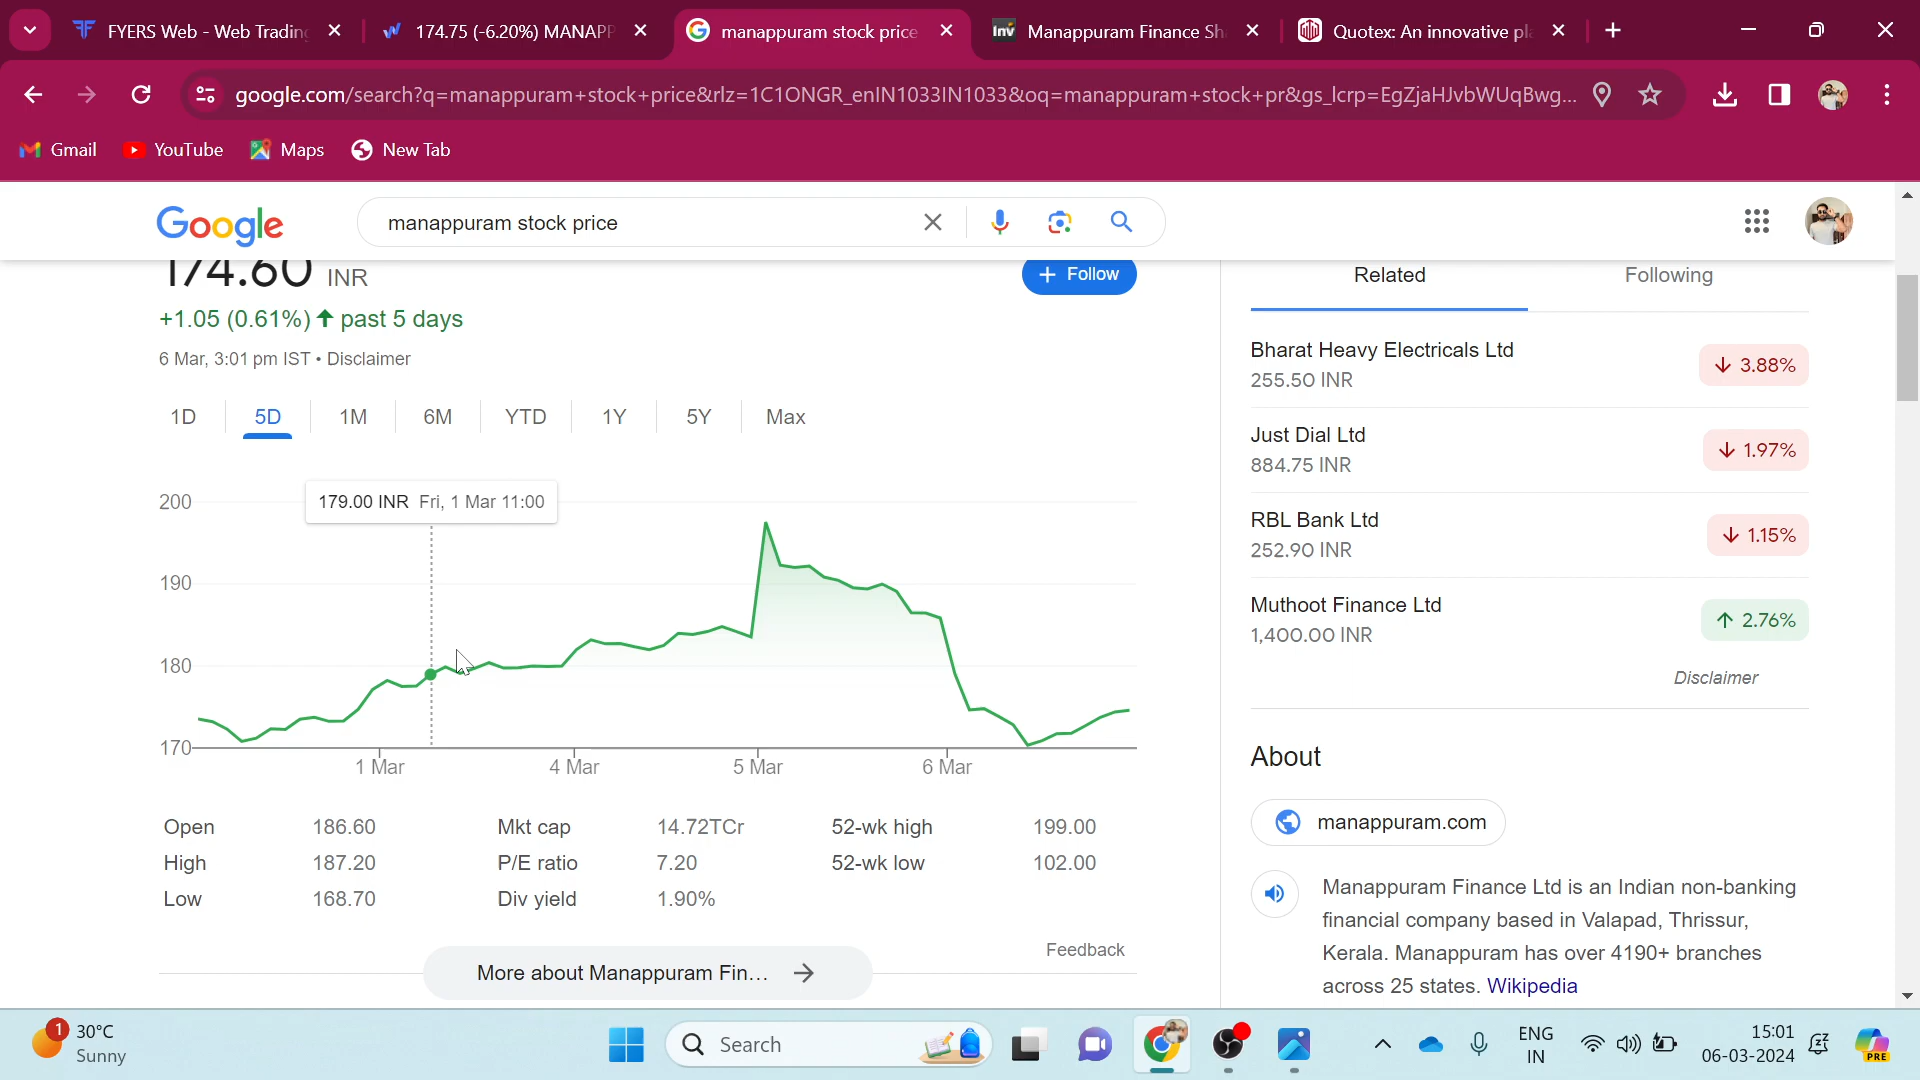 FYERS Web - Web Trading
174.75 (-6.20%) MANAPP
manappuram stock price
Manappuram Finance Sh
Quotex: An innovative pl
google.com/search?q=manappuram+stock+price&rlz=1C1ONGR_enIN1033IN1033&oq=manappuram+stock+pr&gs_lcrp=EgZjaHJvbWUqBwg...
Gmail
YouTube
Maps
New Tab
Google
manappuram stock price
174.60 INR
+ Follow
+1.05 (0.61%) ↑ past 5 days
6 Mar, 3:01 pm IST • Disclaimer
1D 5D 1M 6M YTD 1Y 5Y Max
179.00 INR Fri, 1 Mar 11:00
200
190
180
170
1 Mar 4 Mar 5 Mar 6 Mar
Open 186.60 Mkt cap 14.72TCr 52-wk high 199.00
High 187.20 P/E ratio 7.20 52-wk low 102.00
Low 168.70 Div yield 1.90%
Feedback
More about Manappuram Fin... →
Related Following
Bharat Heavy Electricals Ltd
255.50 INR
↓ 3.88%
Just Dial Ltd
884.75 INR
↓ 1.97%
RBL Bank Ltd
252.90 INR
↓ 1.15%
Muthoot Finance Ltd
1,400.00 INR
↑ 2.76%
Disclaimer
About
manappuram.com
Manappuram Finance Ltd is an Indian non-banking
financial company based in Valapad, Thrissur,
Kerala. Manappuram has over 4190+ branches
across 25 states. Wikipedia
1
30°C
Sunny
Search
ENG
IN
15:01
06-03-2024
PRE